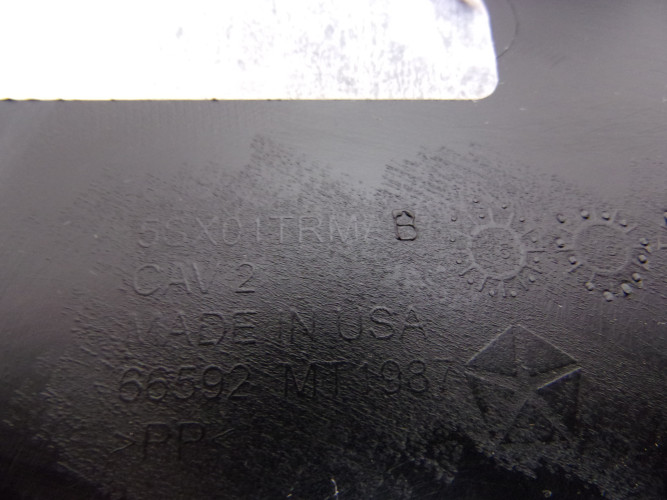 5SX01TRMAB
CAV 2
MADE IN USA
66592 MT1987
>PP<